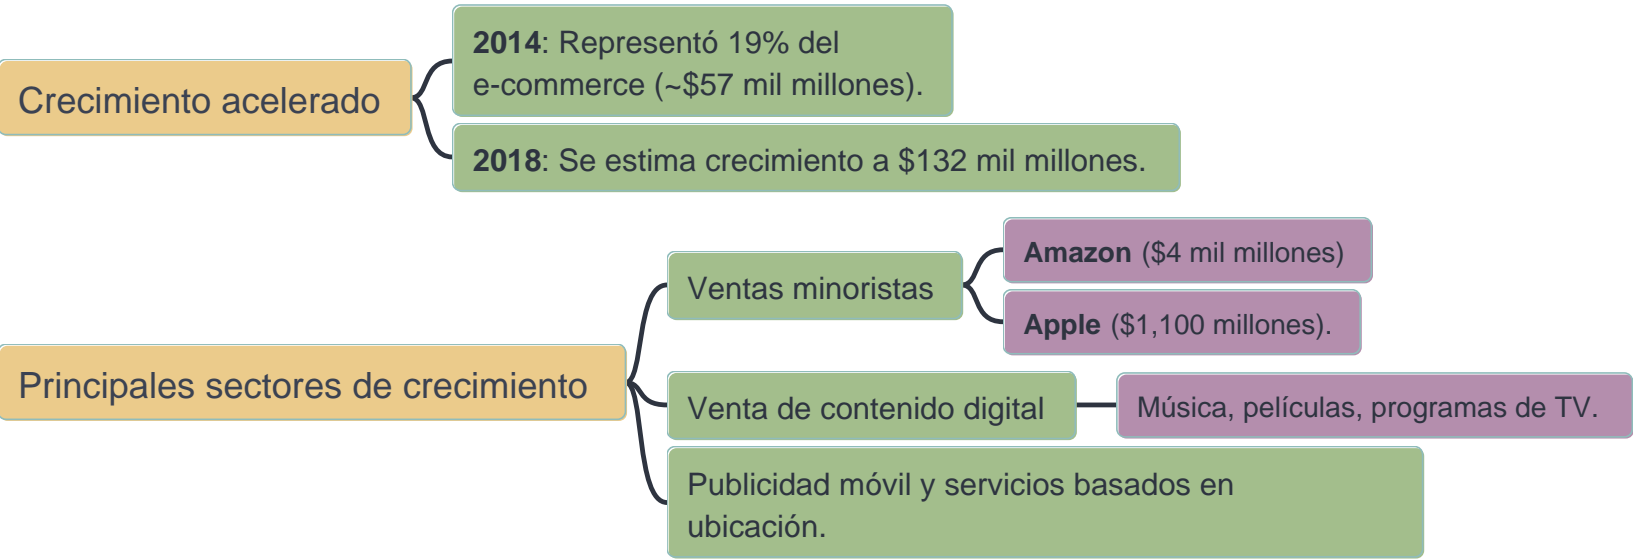 Crecimiento acelerado
2014: Representó 19% del
e-commerce (~$57 mil millones).
2018: Se estima crecimiento a $132 mil millones.
Principales sectores de crecimiento
Ventas minoristas
Amazon ($4 mil millones)
Apple ($1,100 millones).
Venta de contenido digital
Música, películas, programas de TV.
Publicidad móvil y servicios basados en
ubicación.